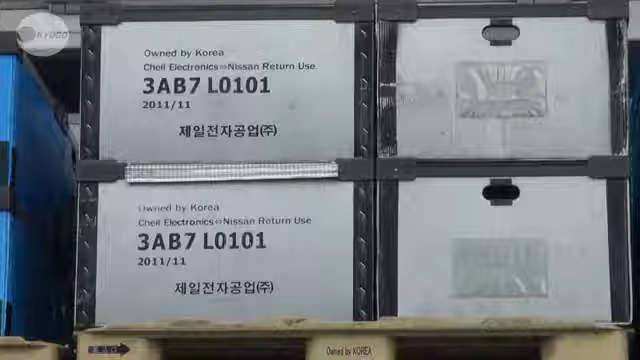 KYODO
Owned by Korea
Cheil Electronics⇔Nissan Return Use
3AB7 L0101
2011/11
제일전자공업(주)
Owned by Korea
Cheil Electronics⇔Nissan Return Use
3AB7 L0101
2011/11
제일전자공업(주)
Owned by KOREA